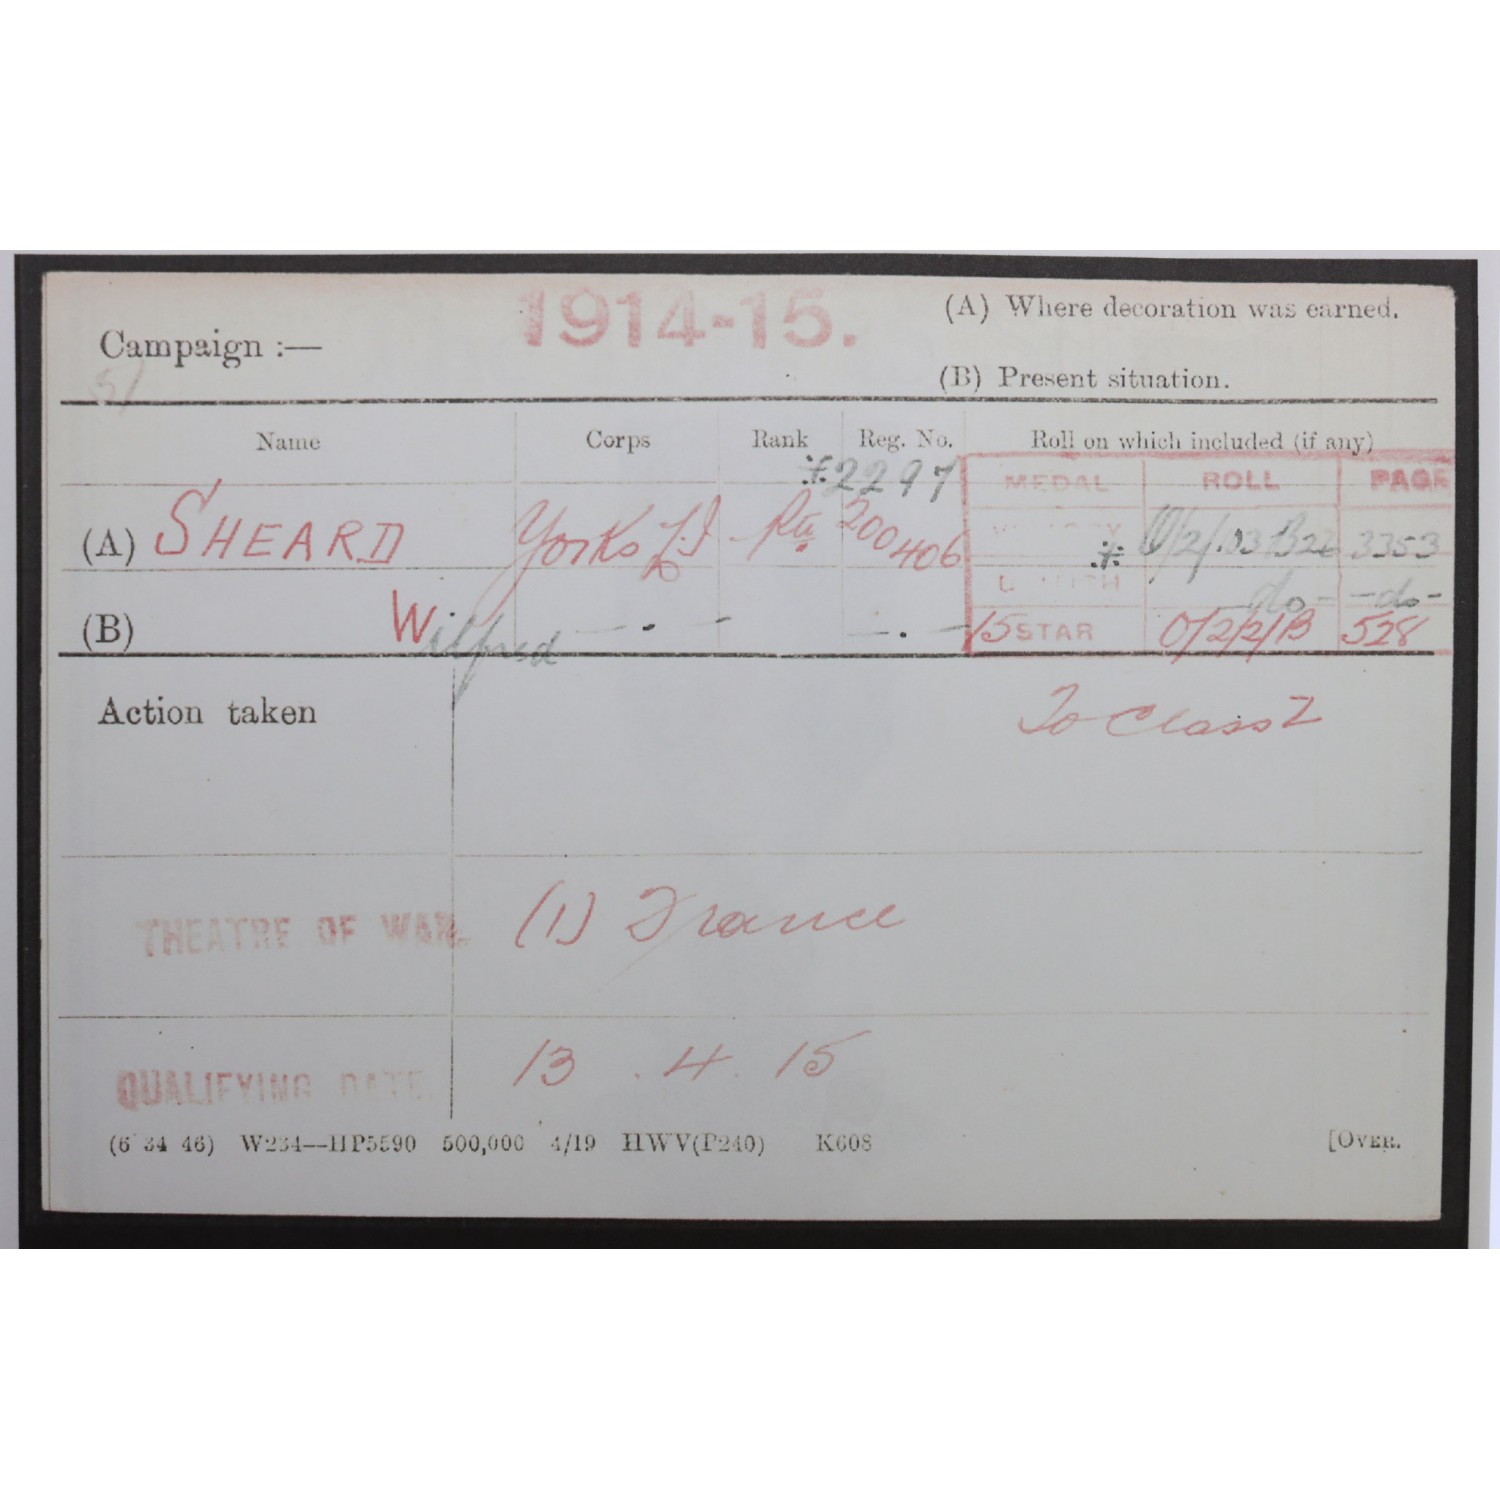 Campaign :—
1914-15.
(A) Where decoration was earned.
(B) Present situation.
Name Corps Rank Reg. No. Roll on which included (if any)
2297 MEDAL ROLL PAGE
(A) SHEARD Yorks L.I. Pte 200406 VICTORY 3353
(B) Wilfred — . — — . — do - - do -
15 STAR O/2/2/B 528
Action taken
To Class Z
THEATRE OF WAR. (1) France
QUALIFYING DATE 13 . 4 . 15
(6 34 46) W234—HP5590 500,000 4/19 HWV(P240) K608 [OVER.